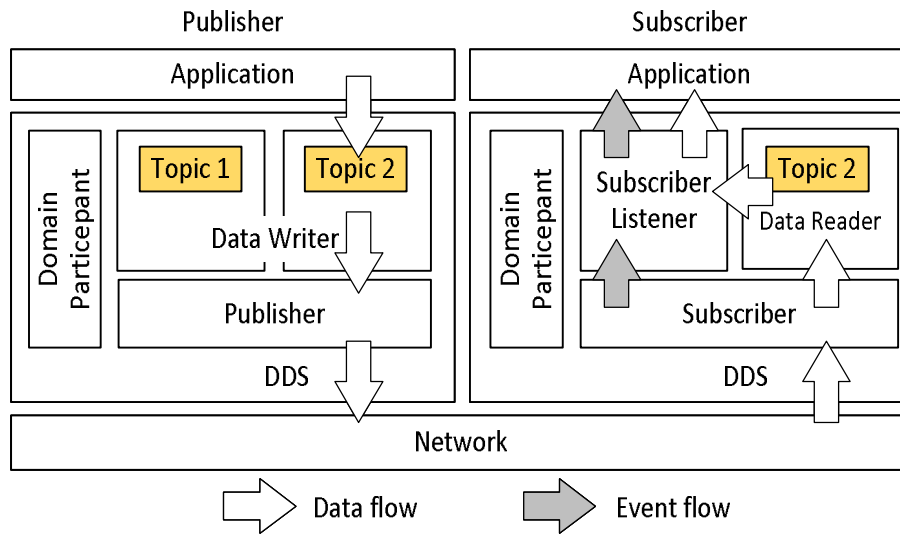 Publisher
Subscriber
Application
Application
Domain
Particepant
Topic 1
Topic 2
Data Writer
Publisher
DDS
Domain
Particepant
Subscriber
Listener
Topic 2
Data Reader
Subscriber
DDS
Network
Data flow
Event flow